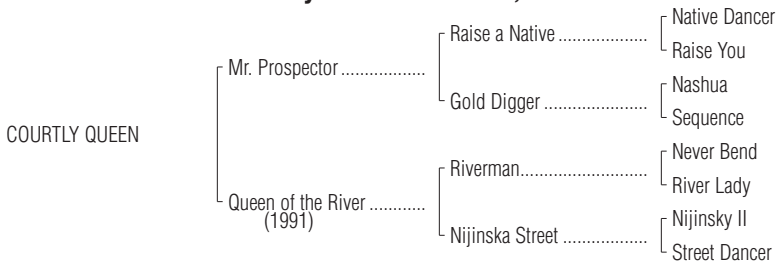 Native Dancer
Raise a Native ..................
Raise You
Mr. Prospector .................
Nashua
Gold Digger .....................
Sequence
COURTLY QUEEN
Never Bend
Riverman.........................
River Lady
Queen of the River ............
(1991)
Nijinsky II
Nijinska Street .................
Street Dancer